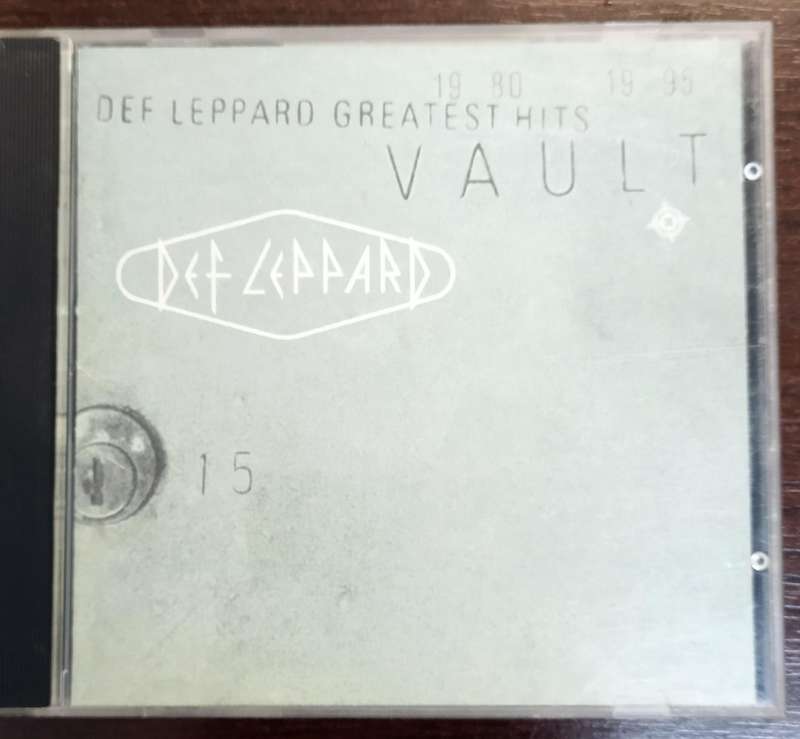 19 80 19 95
DEF LEPPARD GREATEST HITS
VAULT
DEF LEPPARD
15